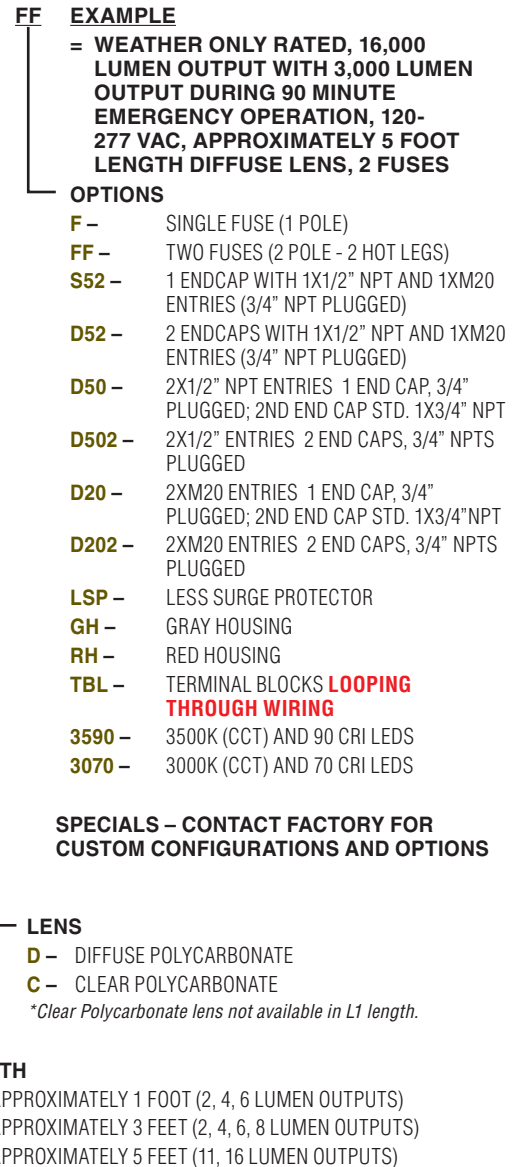 FF EXAMPLE
= WEATHER ONLY RATED, 16,000
LUMEN OUTPUT WITH 3,000 LUMEN
OUTPUT DURING 90 MINUTE
EMERGENCY OPERATION, 120-
277 VAC, APPROXIMATELY 5 FOOT
LENGTH DIFFUSE LENS, 2 FUSES
OPTIONS
F – SINGLE FUSE (1 POLE)
FF – TWO FUSES (2 POLE - 2 HOT LEGS)
S52 – 1 ENDCAP WITH 1X1/2” NPT AND 1XM20
ENTRIES (3/4” NPT PLUGGED)
D52 – 2 ENDCAPS WITH 1X1/2” NPT AND 1XM20
ENTRIES (3/4” NPT PLUGGED)
D50 – 2X1/2” NPT ENTRIES 1 END CAP, 3/4”
PLUGGED; 2ND END CAP STD. 1X3/4” NPT
D502 – 2X1/2” ENTRIES 2 END CAPS, 3/4” NPTS
PLUGGED
D20 – 2XM20 ENTRIES 1 END CAP, 3/4”
PLUGGED; 2ND END CAP STD. 1X3/4”NPT
D202 – 2XM20 ENTRIES 2 END CAPS, 3/4” NPTS
PLUGGED
LSP – LESS SURGE PROTECTOR
GH – GRAY HOUSING
RH – RED HOUSING
TBL – TERMINAL BLOCKS LOOPING
THROUGH WIRING
3590 – 3500K (CCT) AND 90 CRI LEDS
3070 – 3000K (CCT) AND 70 CRI LEDS
SPECIALS – CONTACT FACTORY FOR
CUSTOM CONFIGURATIONS AND OPTIONS
LENS
D – DIFFUSE POLYCARBONATE
C – CLEAR POLYCARBONATE
*Clear Polycarbonate lens not available in L1 length.
TH
APPROXIMATELY 1 FOOT (2, 4, 6 LUMEN OUTPUTS)
APPROXIMATELY 3 FEET (2, 4, 6, 8 LUMEN OUTPUTS)
APPROXIMATELY 5 FEET (11, 16 LUMEN OUTPUTS)